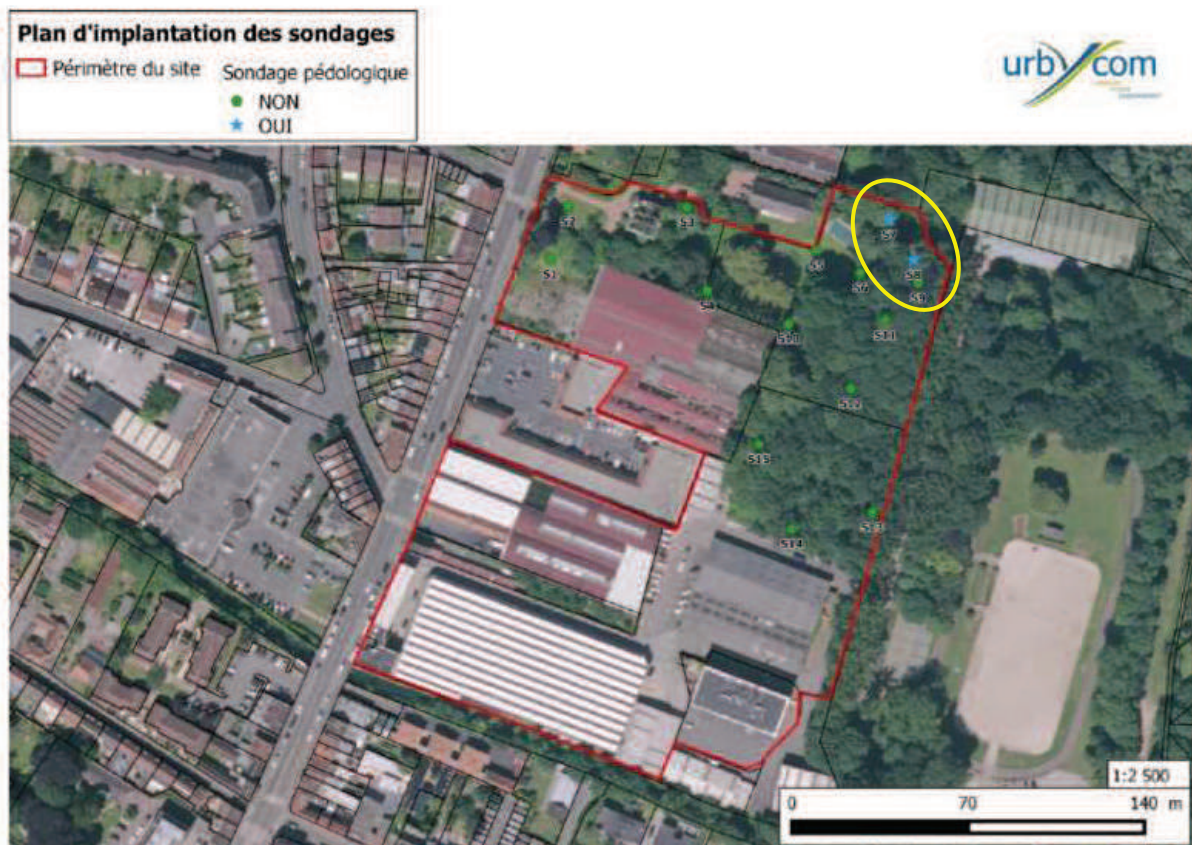 Plan d'implantation des sondages
Périmètre du site
Sondage pédologique
NON
OUI
urbycom
S2
S3
S7
S1
S5
S8
S6
S9
S4
S10
S11
S12
S15
S13
S14
1:2 500
0 70 140 m